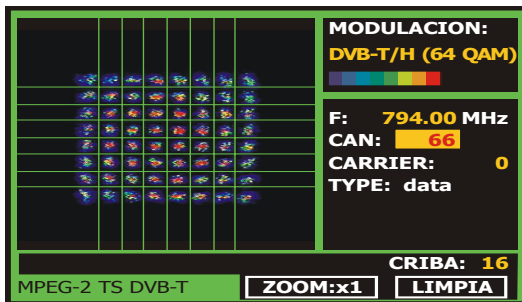 MODULACION:
DVB-T/H (64 QAM)
F: 794.00 MHz
CAN: 66
CARRIER: 0
TYPE: data
CRIBA: 16
MPEG-2 TS DVB-T
ZOOM:x1
LIMPIA